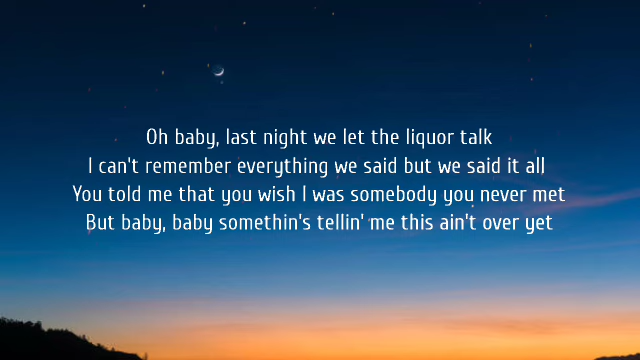 Oh baby, last night we let the liquor talk
I can't remember everything we said but we said it all
You told me that you wish I was somebody you never met
But baby, baby somethin's tellin' me this ain't over yet